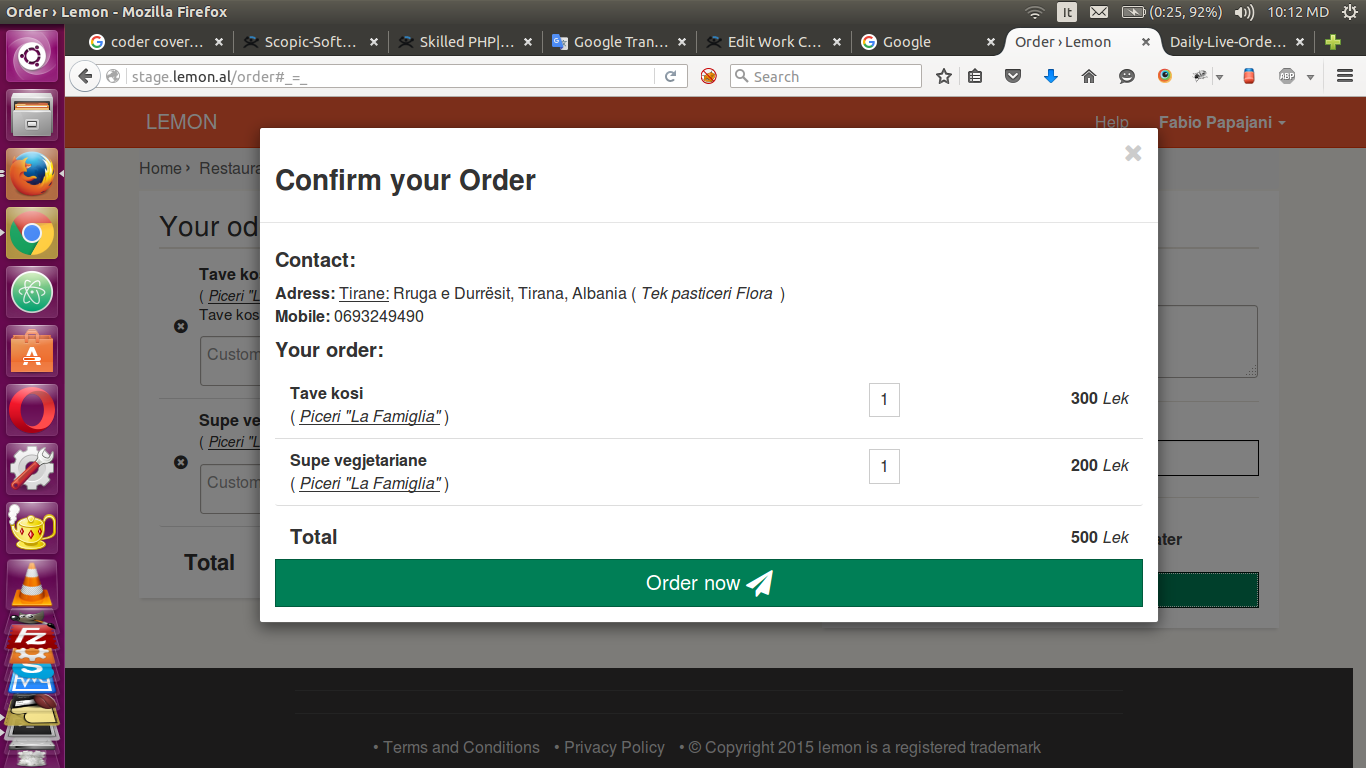 Order › Lemon - Mozilla Firefox
It
(0:25, 92%)
10:12 MD
coder cover...
Scopic-Soft...
Skilled PHP|...
Google Tran...
Edit Work C...
Google
Order › Lemon
Daily-Live-Orde...
stage.lemon.al/order#_=_
Search
ABP
LEMON
Help
Fabio Papajani
Home ›
Restaura
Your od
Tave ko
( Piceri "L
Tave kos
Custom
Supe ve
( Piceri "L
Custom
Total
ater
Confirm your Order
Contact:
Adress: Tirane: Rruga e Durrësit, Tirana, Albania ( Tek pasticeri Flora )
Mobile: 0693249490
Your order:
Tave kosi
1
300 Lek
( Piceri "La Famiglia" )
Supe vegjetariane
1
200 Lek
( Piceri "La Famiglia" )
Total
500 Lek
Order now
• Terms and Conditions • Privacy Policy • © Copyright 2015 lemon is a registered trademark
Fz
S